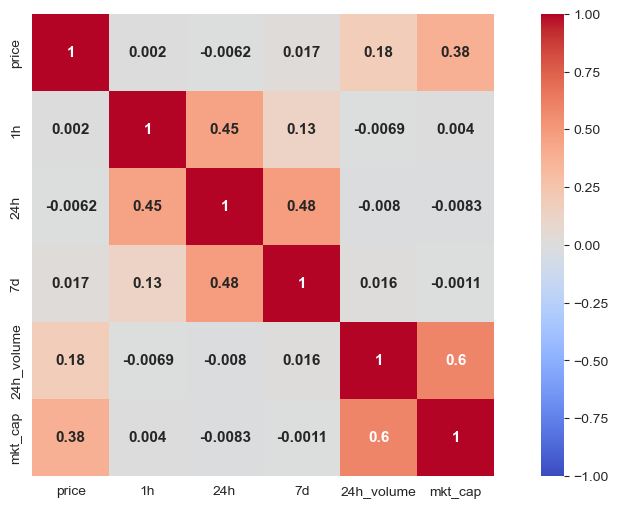 price 1 0.002 -0.0062 0.017 0.18 0.38
1h 0.002 1 0.45 0.13 -0.0069 0.004
24h -0.0062 0.45 1 0.48 -0.008 -0.0083
7d 0.017 0.13 0.48 1 0.016 -0.0011
24h_volume 0.18 -0.0069 -0.008 0.016 1 0.6
mkt_cap 0.38 0.004 -0.0083 -0.0011 0.6 1
price 1h 24h 7d 24h_volume mkt_cap
1.00
0.75
0.50
0.25
0.00
−0.25
−0.50
−0.75
−1.00